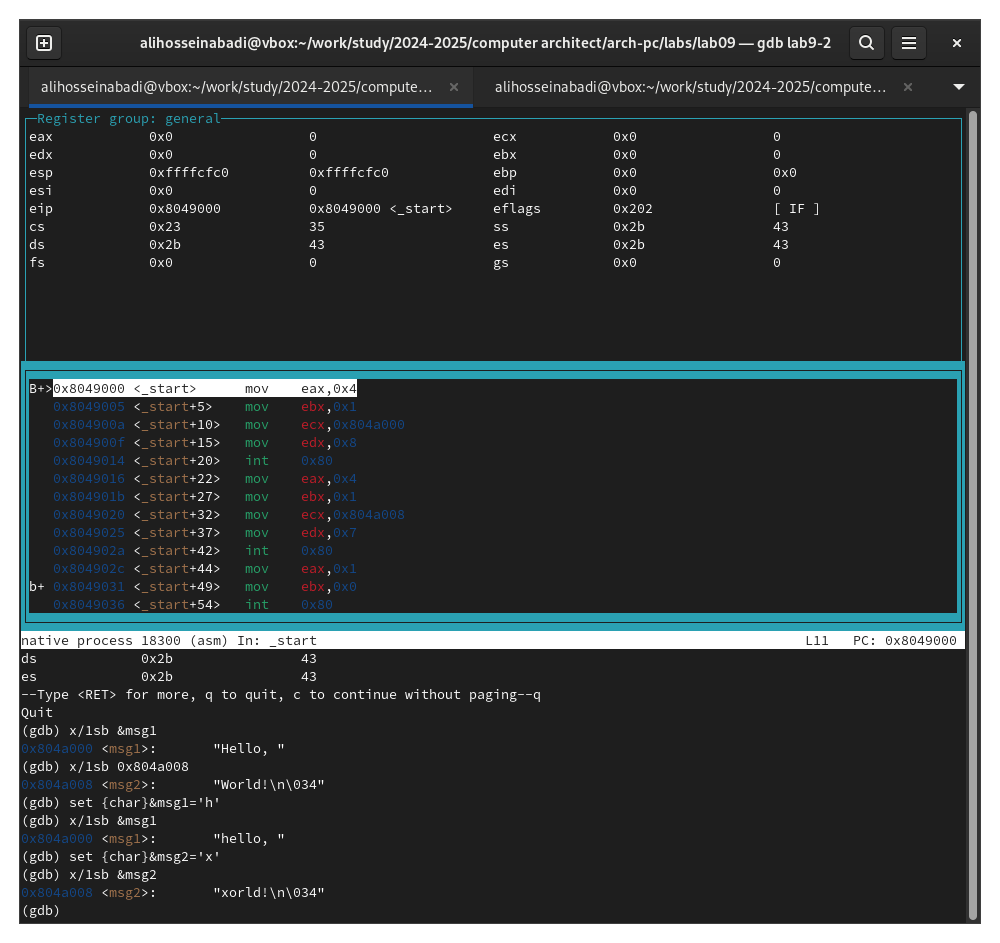 alihosseinabadi@vbox:~/work/study/2024-2025/computer architect/arch-pc/labs/lab09 — gdb lab9-2
alihosseinabadi@vbox:~/work/study/2024-2025/compute… alihosseinabadi@vbox:~/work/study/2024-2025/compute…
Register group: general
eax 0x0 0 ecx 0x0 0
edx 0x0 0 ebx 0x0 0
esp 0xffffcfc0 0xffffcfc0 ebp 0x0 0x0
esi 0x0 0 edi 0x0 0
eip 0x8049000 0x8049000 <_start> eflags 0x202 [ IF ]
cs 0x23 35 ss 0x2b 43
ds 0x2b 43 es 0x2b 43
fs 0x0 0 gs 0x0 0
B+>0x8049000 <_start> mov eax,0x4
0x8049005 <_start+5> mov ebx,0x1
0x804900a <_start+10> mov ecx,0x804a000
0x804900f <_start+15> mov edx,0x8
0x8049014 <_start+20> int 0x80
0x8049016 <_start+22> mov eax,0x4
0x804901b <_start+27> mov ebx,0x1
0x8049020 <_start+32> mov ecx,0x804a008
0x8049025 <_start+37> mov edx,0x7
0x804902a <_start+42> int 0x80
0x804902c <_start+44> mov eax,0x1
b+ 0x8049031 <_start+49> mov ebx,0x0
0x8049036 <_start+54> int 0x80
native process 18300 (asm) In: _start L11 PC: 0x8049000
ds 0x2b 43
es 0x2b 43
--Type <RET> for more, q to quit, c to continue without paging--q
Quit
(gdb) x/1sb &msg1
0x804a000 <msg1>: "Hello, "
(gdb) x/1sb 0x804a008
0x804a008 <msg2>: "World!\n\034"
(gdb) set {char}&msg1='h'
(gdb) x/1sb &msg1
0x804a000 <msg1>: "hello, "
(gdb) set {char}&msg2='x'
(gdb) x/1sb &msg2
0x804a008 <msg2>: "xorld!\n\034"
(gdb)